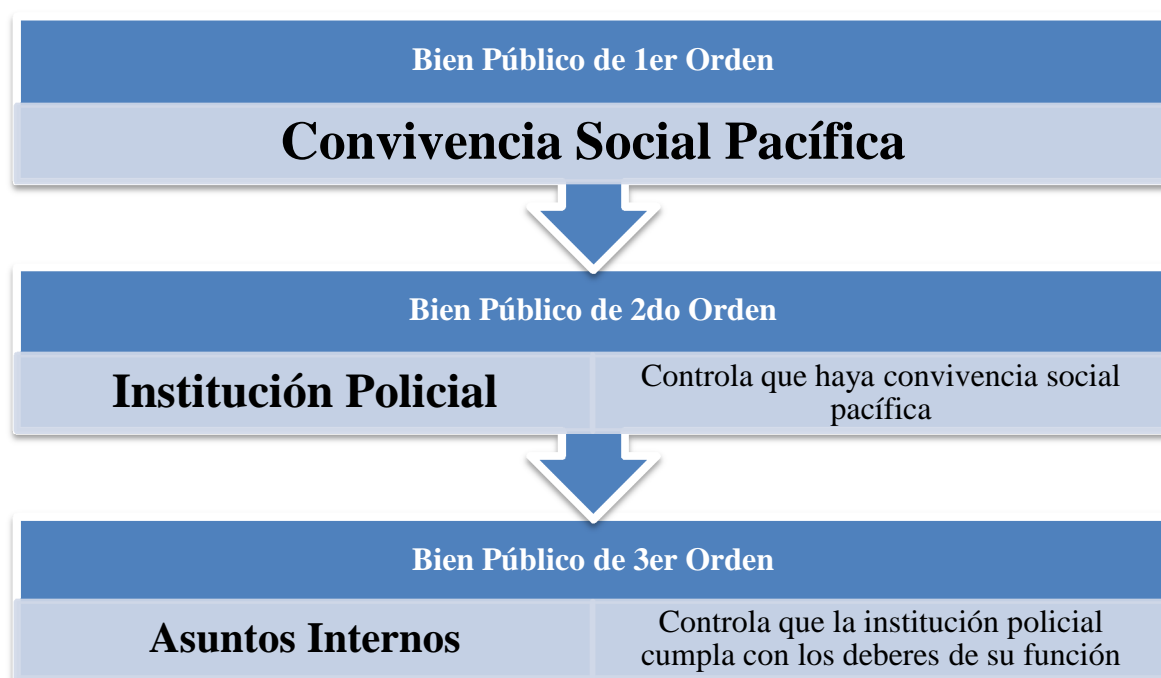 Bien Público de 1er Orden
Convivencia Social Pacífica
Bien Público de 2do Orden
Institución Policial
Controla que haya convivencia social
pacífica
Bien Público de 3er Orden
Asuntos Internos
Controla que la institución policial
cumpla con los deberes de su función